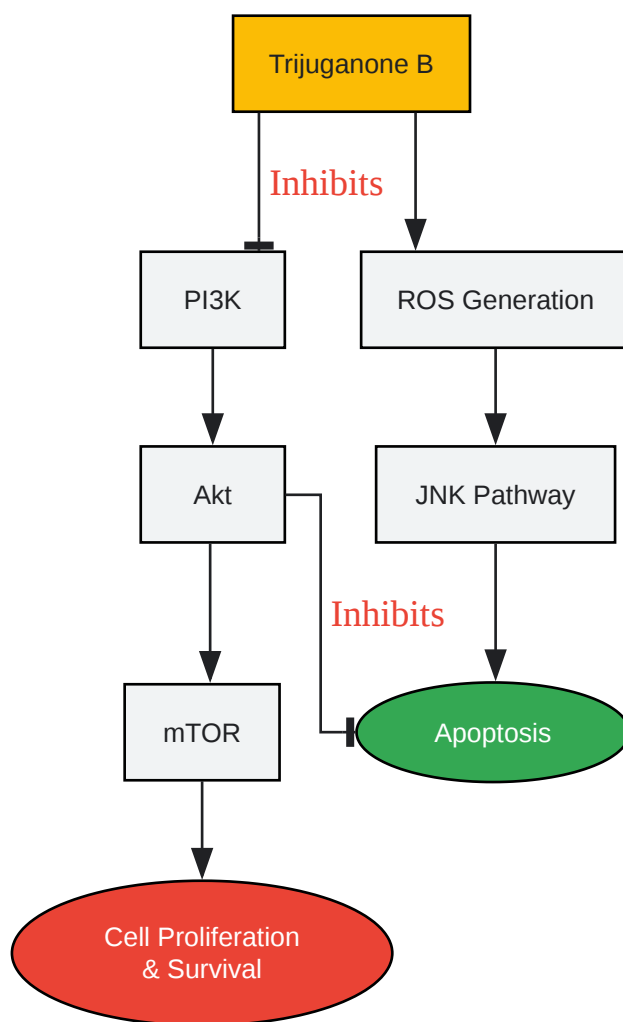 Trijuganone B
Inhibits
PI3K
ROS Generation
Akt
JNK Pathway
Inhibits
mTOR
Apoptosis
Cell Proliferation
& Survival